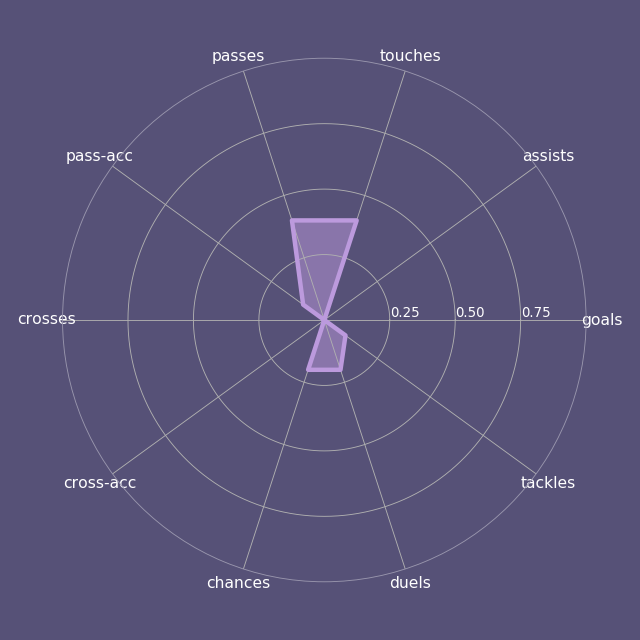 passes touches
pass-acc assists
crosses 0.25 0.50 0.75 goals
cross-acc tackles
chances duels